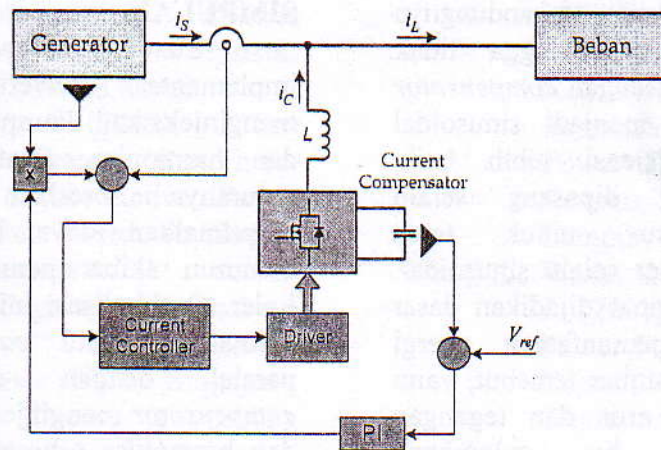 Generator
i_S
i_L
Beban
i_C
L
Current
Compensator
X
Current
Controller
Driver
V_ref
PI